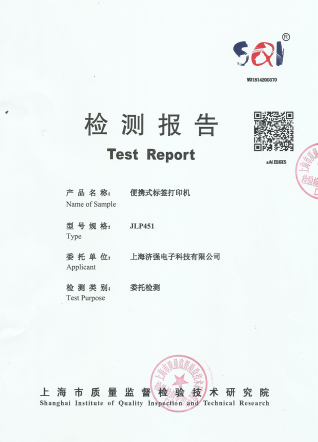 SQI®
W01814200370
检测报告
Test Report
产品名称： 便携式标签打印机
Name of Sample
型号规格： JLP451
Type
委托单位： 上海济强电子科技有限公司
Applicant
检测类别： 委托检测
Test Purpose
上海市质量监督检验技术研究院
Shanghai Institute of Quality Inspection and Technical Research